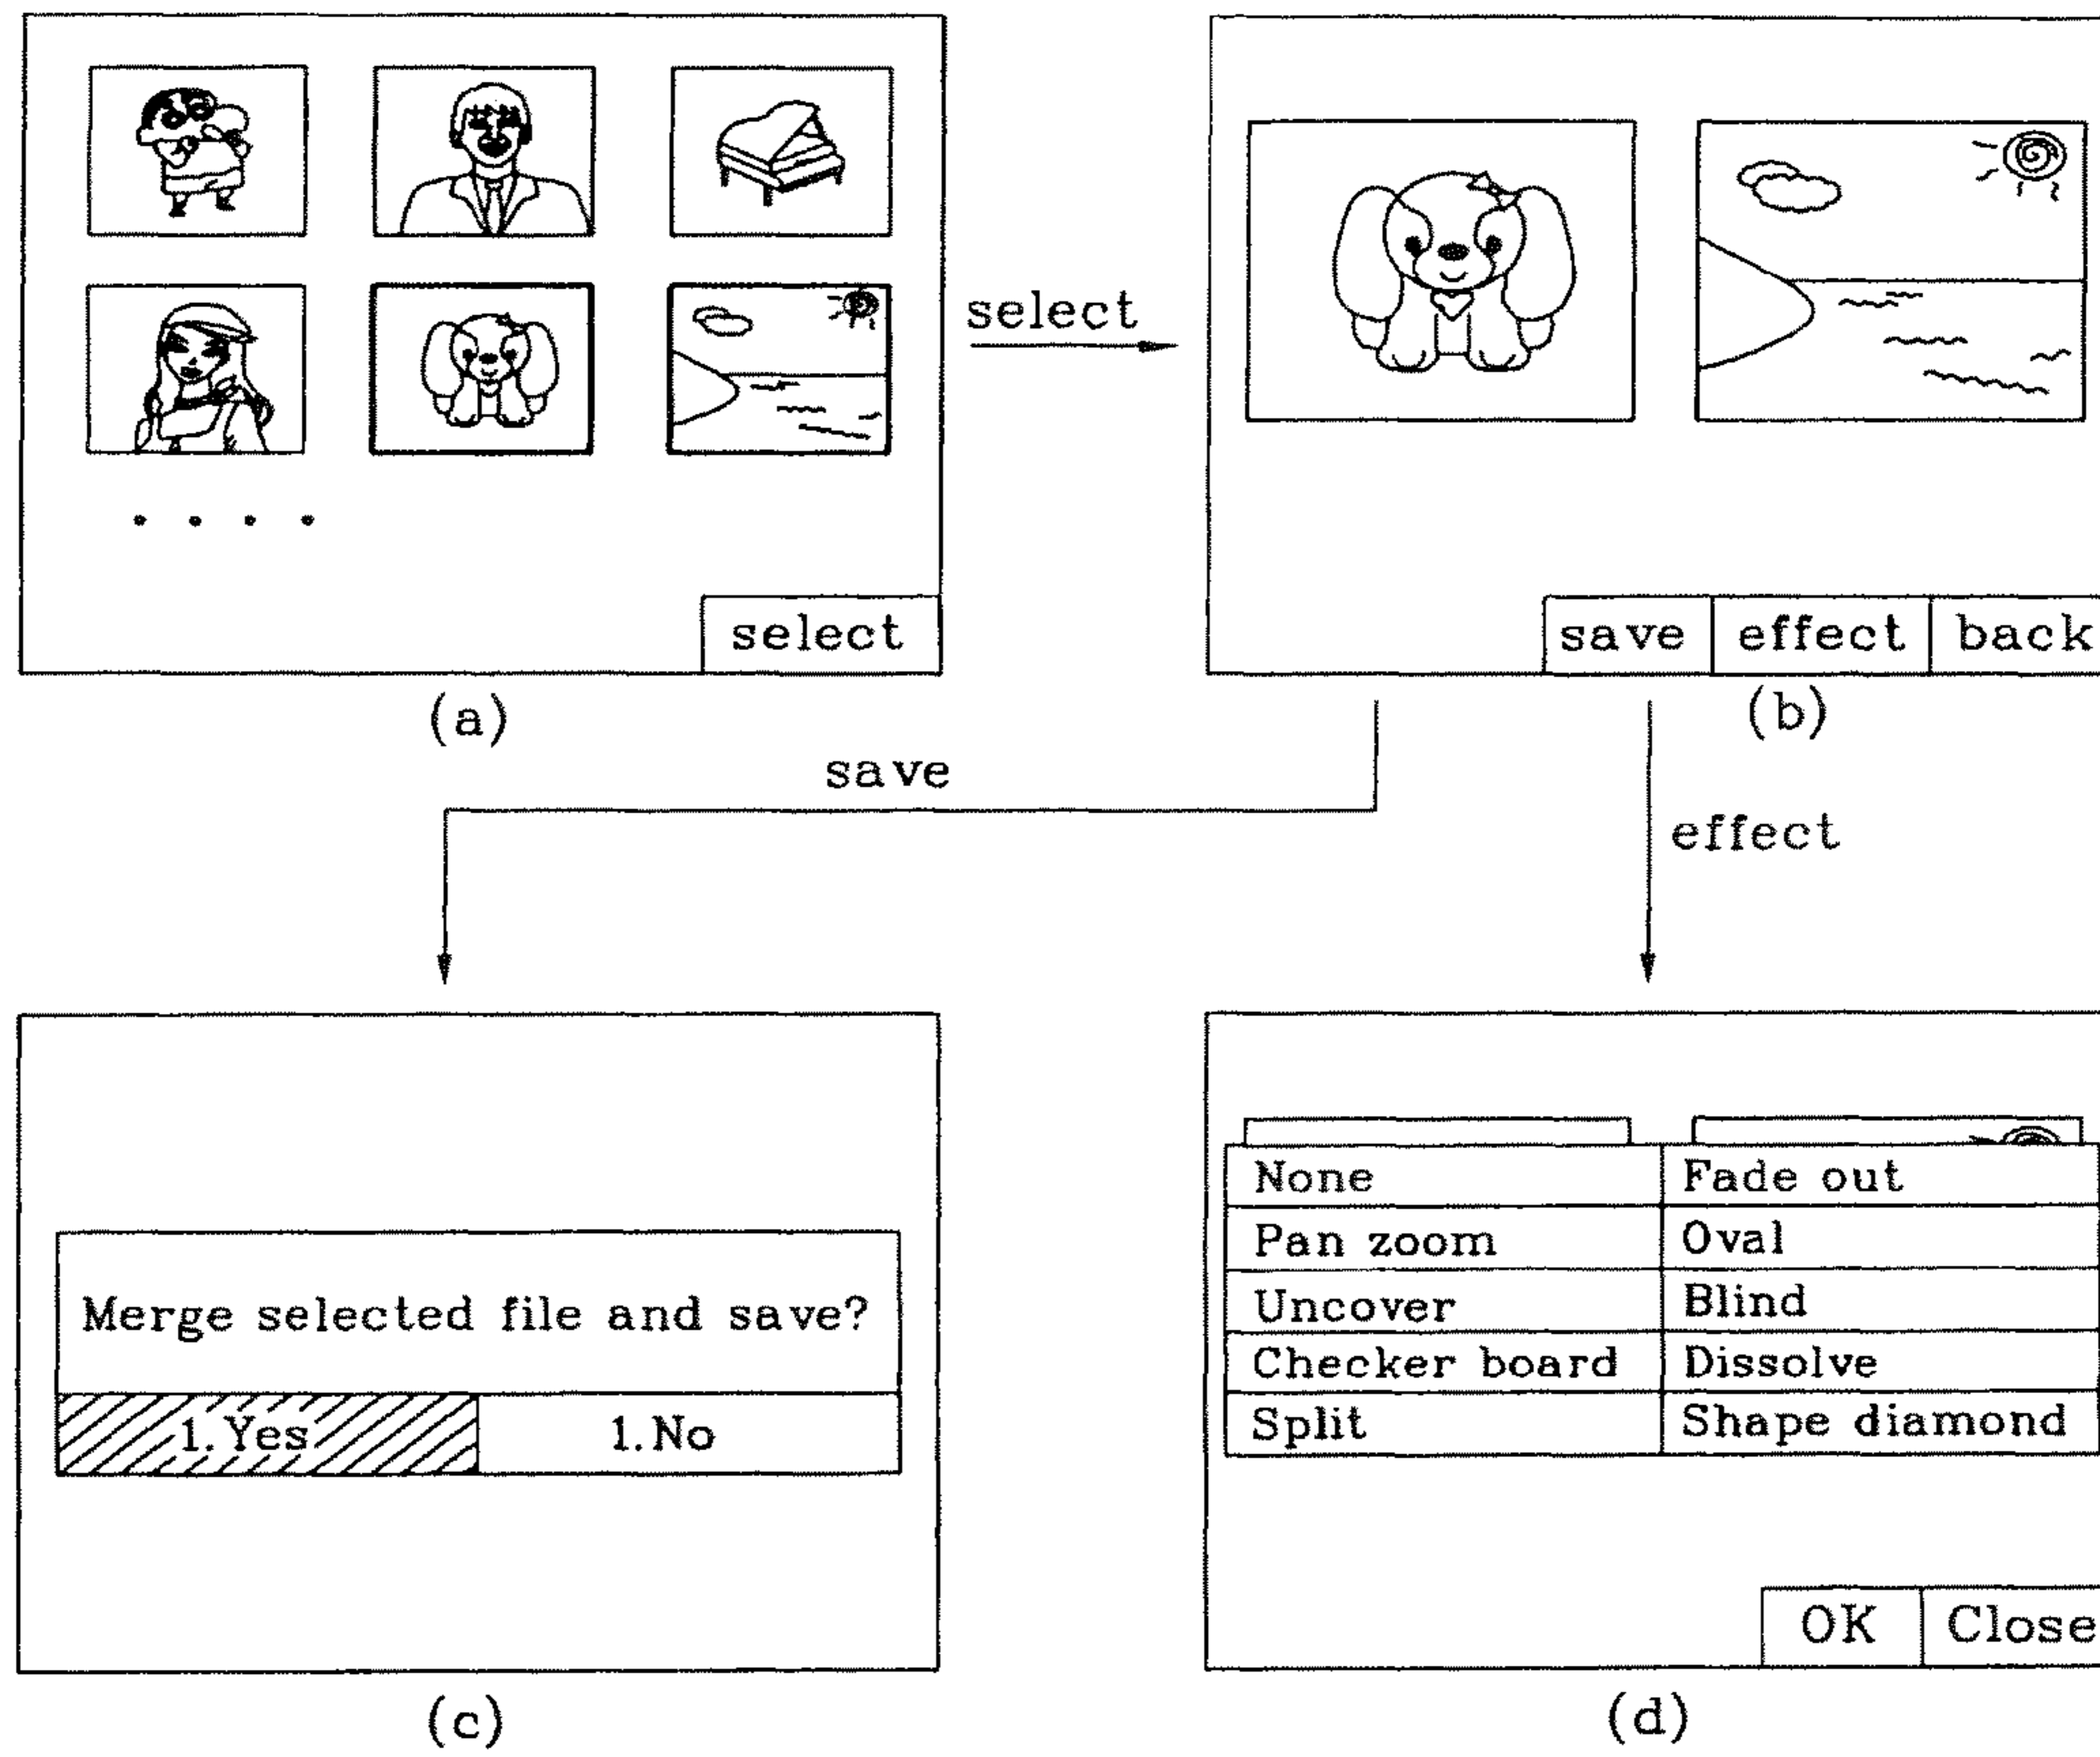 select
select
save effect back
(a)
(b)
save
effect
Merge selected file and save?
1. Yes
1. No
None
Fade out
Pan zoom
Oval
Uncover
Blind
Checker board
Dissolve
Split
Shape diamond
OK
Close
(c)
(d)